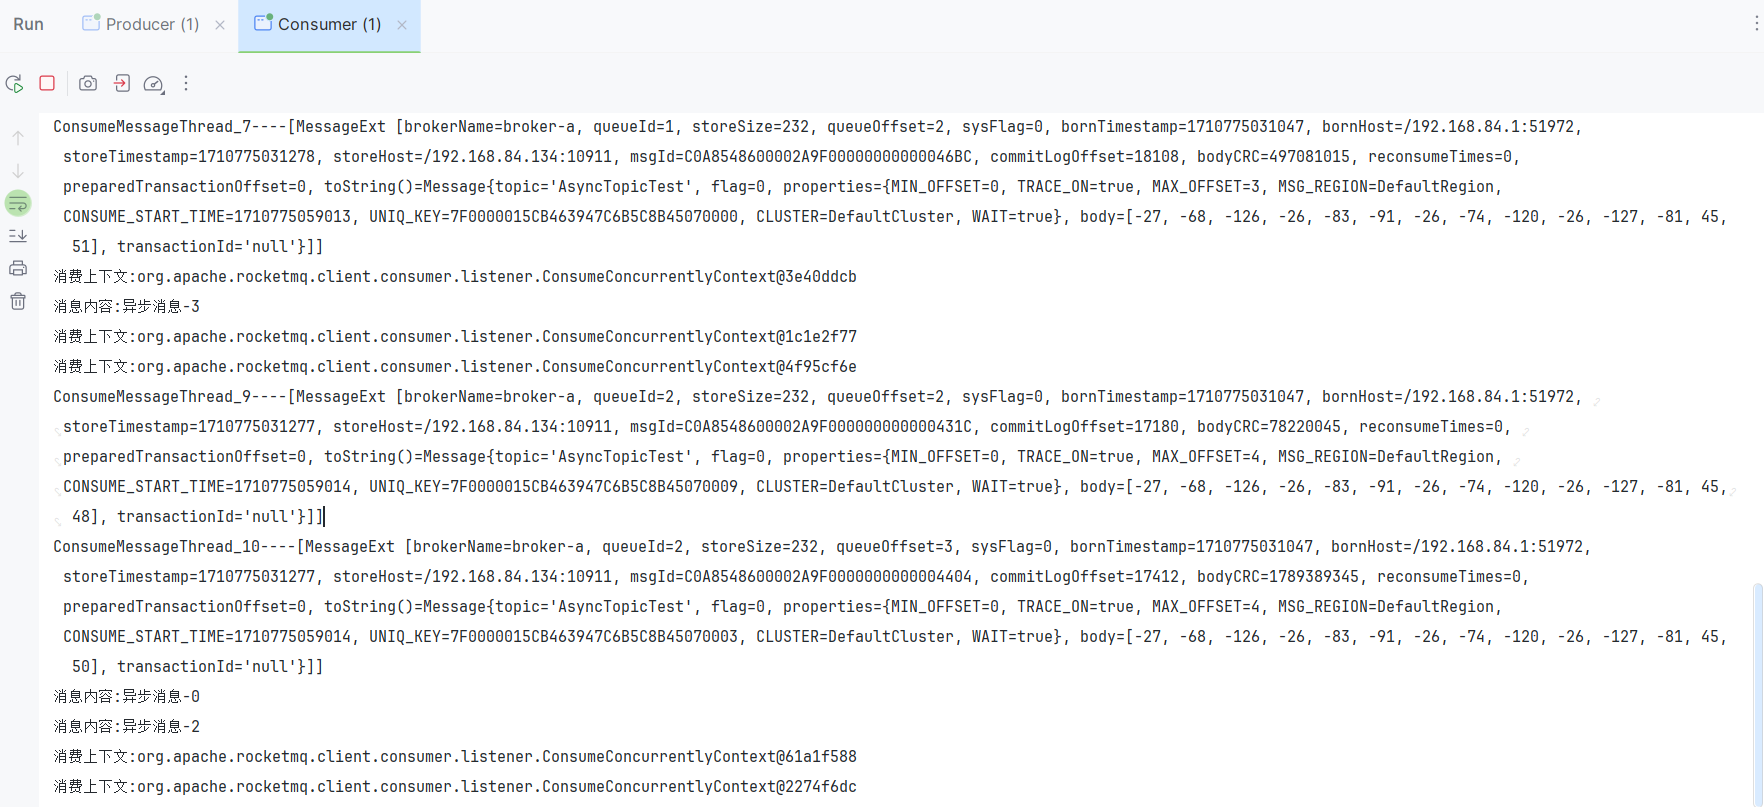 Run Producer (1) Consumer (1)
ConsumeMessageThread_7----[MessageExt [brokerName=broker-a, queueId=1, storeSize=232, queueOffset=2, sysFlag=0, bornTimestamp=1710775031047, bornHost=/192.168.84.1:51972,
storeTimestamp=1710775031278, storeHost=/192.168.84.134:10911, msgId=C0A8548600002A9F00000000000046BC, commitLogOffset=18108, bodyCRC=497081015, reconsumeTimes=0,
preparedTransactionOffset=0, toString()=Message{topic='AsyncTopicTest', flag=0, properties={MIN_OFFSET=0, TRACE_ON=true, MAX_OFFSET=3, MSG_REGION=DefaultRegion,
CONSUME_START_TIME=1710775059013, UNIQ_KEY=7F0000015CB463947C6B5C8B45070000, CLUSTER=DefaultCluster, WAIT=true}, body=[-27, -68, -126, -26, -83, -91, -26, -74, -120, -26, -127, -81, 45,
51], transactionId='null'}]]
消费上下文:org.apache.rocketmq.client.consumer.listener.ConsumeConcurrentlyContext@3e40ddcb
消息内容:异步消息-3
消费上下文:org.apache.rocketmq.client.consumer.listener.ConsumeConcurrentlyContext@1c1e2f77
消费上下文:org.apache.rocketmq.client.consumer.listener.ConsumeConcurrentlyContext@4f95cf6e
ConsumeMessageThread_9----[MessageExt [brokerName=broker-a, queueId=2, storeSize=232, queueOffset=2, sysFlag=0, bornTimestamp=1710775031047, bornHost=/192.168.84.1:51972,
storeTimestamp=1710775031277, storeHost=/192.168.84.134:10911, msgId=C0A8548600002A9F000000000000431C, commitLogOffset=17180, bodyCRC=78220045, reconsumeTimes=0,
preparedTransactionOffset=0, toString()=Message{topic='AsyncTopicTest', flag=0, properties={MIN_OFFSET=0, TRACE_ON=true, MAX_OFFSET=4, MSG_REGION=DefaultRegion,
CONSUME_START_TIME=1710775059014, UNIQ_KEY=7F0000015CB463947C6B5C8B45070009, CLUSTER=DefaultCluster, WAIT=true}, body=[-27, -68, -126, -26, -83, -91, -26, -74, -120, -26, -127, -81, 45,
48], transactionId='null'}]]
ConsumeMessageThread_10----[MessageExt [brokerName=broker-a, queueId=2, storeSize=232, queueOffset=3, sysFlag=0, bornTimestamp=1710775031047, bornHost=/192.168.84.1:51972,
storeTimestamp=1710775031277, storeHost=/192.168.84.134:10911, msgId=C0A8548600002A9F0000000000004404, commitLogOffset=17412, bodyCRC=1789389345, reconsumeTimes=0,
preparedTransactionOffset=0, toString()=Message{topic='AsyncTopicTest', flag=0, properties={MIN_OFFSET=0, TRACE_ON=true, MAX_OFFSET=4, MSG_REGION=DefaultRegion,
CONSUME_START_TIME=1710775059014, UNIQ_KEY=7F0000015CB463947C6B5C8B45070003, CLUSTER=DefaultCluster, WAIT=true}, body=[-27, -68, -126, -26, -83, -91, -26, -74, -120, -26, -127, -81, 45,
50], transactionId='null'}]]
消息内容:异步消息-0
消息内容:异步消息-2
消费上下文:org.apache.rocketmq.client.consumer.listener.ConsumeConcurrentlyContext@61a1f588
消费上下文:org.apache.rocketmq.client.consumer.listener.ConsumeConcurrentlyContext@2274f6dc